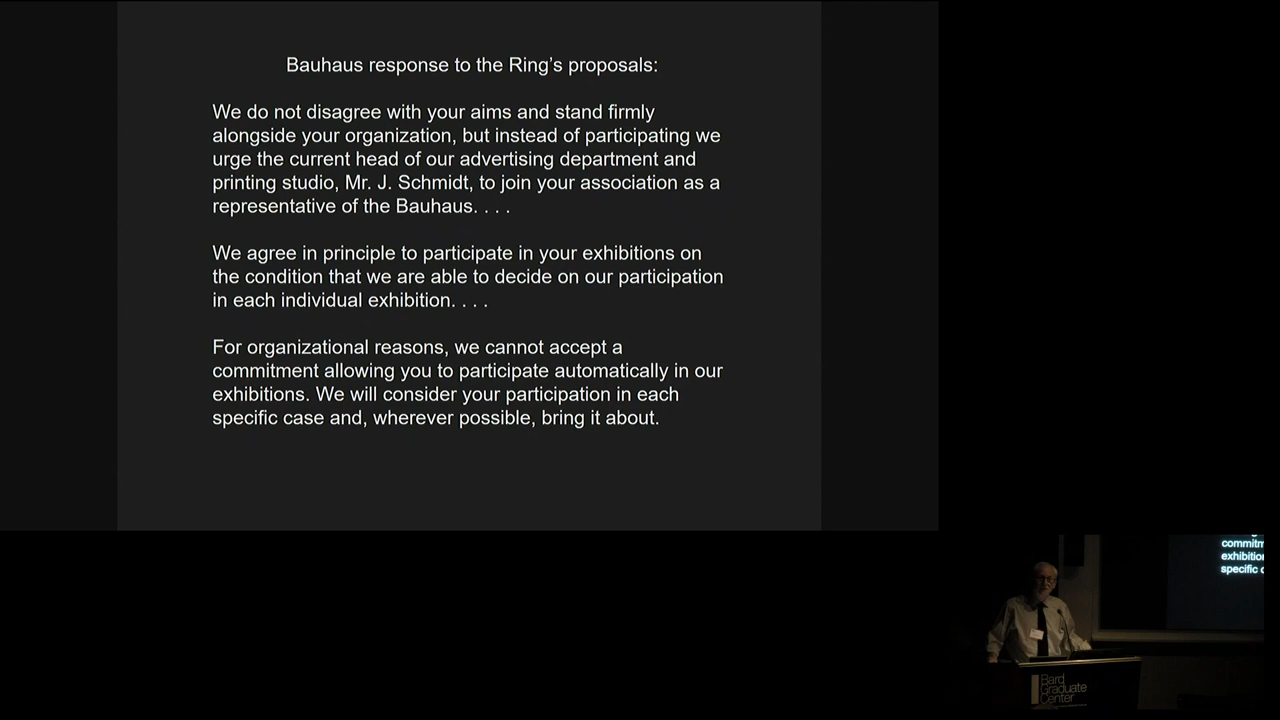 Bauhaus response to the Ring's proposals:
We do not disagree with your aims and stand firmly
alongside your organization, but instead of participating we
urge the current head of our advertising department and
printing studio, Mr. J. Schmidt, to join your association as a
representative of the Bauhaus. . . .
We agree in principle to participate in your exhibitions on
the condition that we are able to decide on our participation
in each individual exhibition. . . .
For organizational reasons, we cannot accept a
commitment allowing you to participate automatically in our
exhibitions. We will consider your participation in each
specific case and, wherever possible, bring it about.
commitm
exhibition
specific c
Bard
Graduate
Center